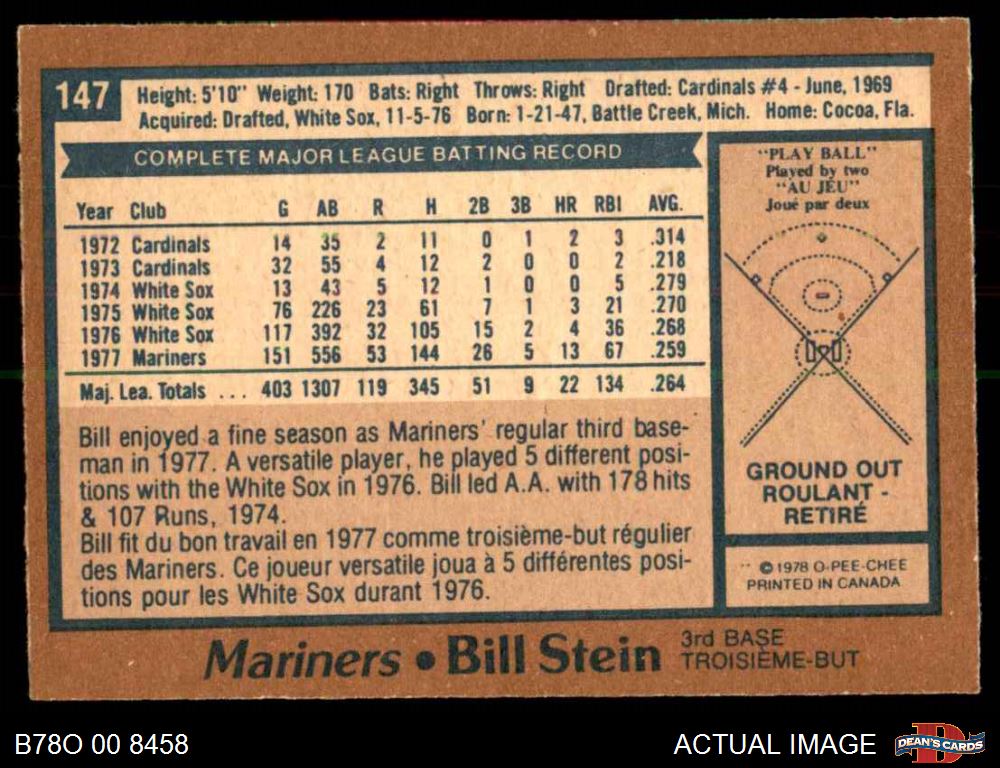 147
Height: 5'10" Weight: 170 Bats: Right Throws: Right Drafted: Cardinals #4 - June, 1969
Acquired: Drafted, White Sox, 11-5-76 Born: 1-21-47, Battle Creek, Mich. Home: Cocoa, Fla.
COMPLETE MAJOR LEAGUE BATTING RECORD
Year Club G AB R H 2B 3B HR RBI AVG.
1972 Cardinals 14 35 2 11 0 1 2 3 .314
1973 Cardinals 32 55 4 12 2 0 0 2 .218
1974 White Sox 13 43 5 12 1 0 0 5 .279
1975 White Sox 76 226 23 61 7 1 3 21 .270
1976 White Sox 117 392 32 105 15 2 4 36 .268
1977 Mariners 151 556 53 144 26 5 13 67 .259
Maj. Lea. Totals ... 403 1307 119 345 51 9 22 134 .264
Bill enjoyed a fine season as Mariners' regular third base-
man in 1977. A versatile player, he played 5 different posi-
tions with the White Sox in 1976. Bill led A.A. with 178 hits
& 107 Runs, 1974.
Bill fit du bon travail en 1977 comme troisième-but régulier
des Mariners. Ce joueur versatile joua à 5 différentes posi-
tions pour les White Sox durant 1976.
"PLAY BALL"
Played by two
"AU JEU"
Joué par deux
GROUND OUT
ROULANT -
RETIRÉ
© 1978 O-PEE-CHEE
PRINTED IN CANADA
Mariners • Bill Stein
3rd BASE
TROISIÈME-BUT
B78O 00 8458
ACTUAL IMAGE
D
DEAN'S CARDS